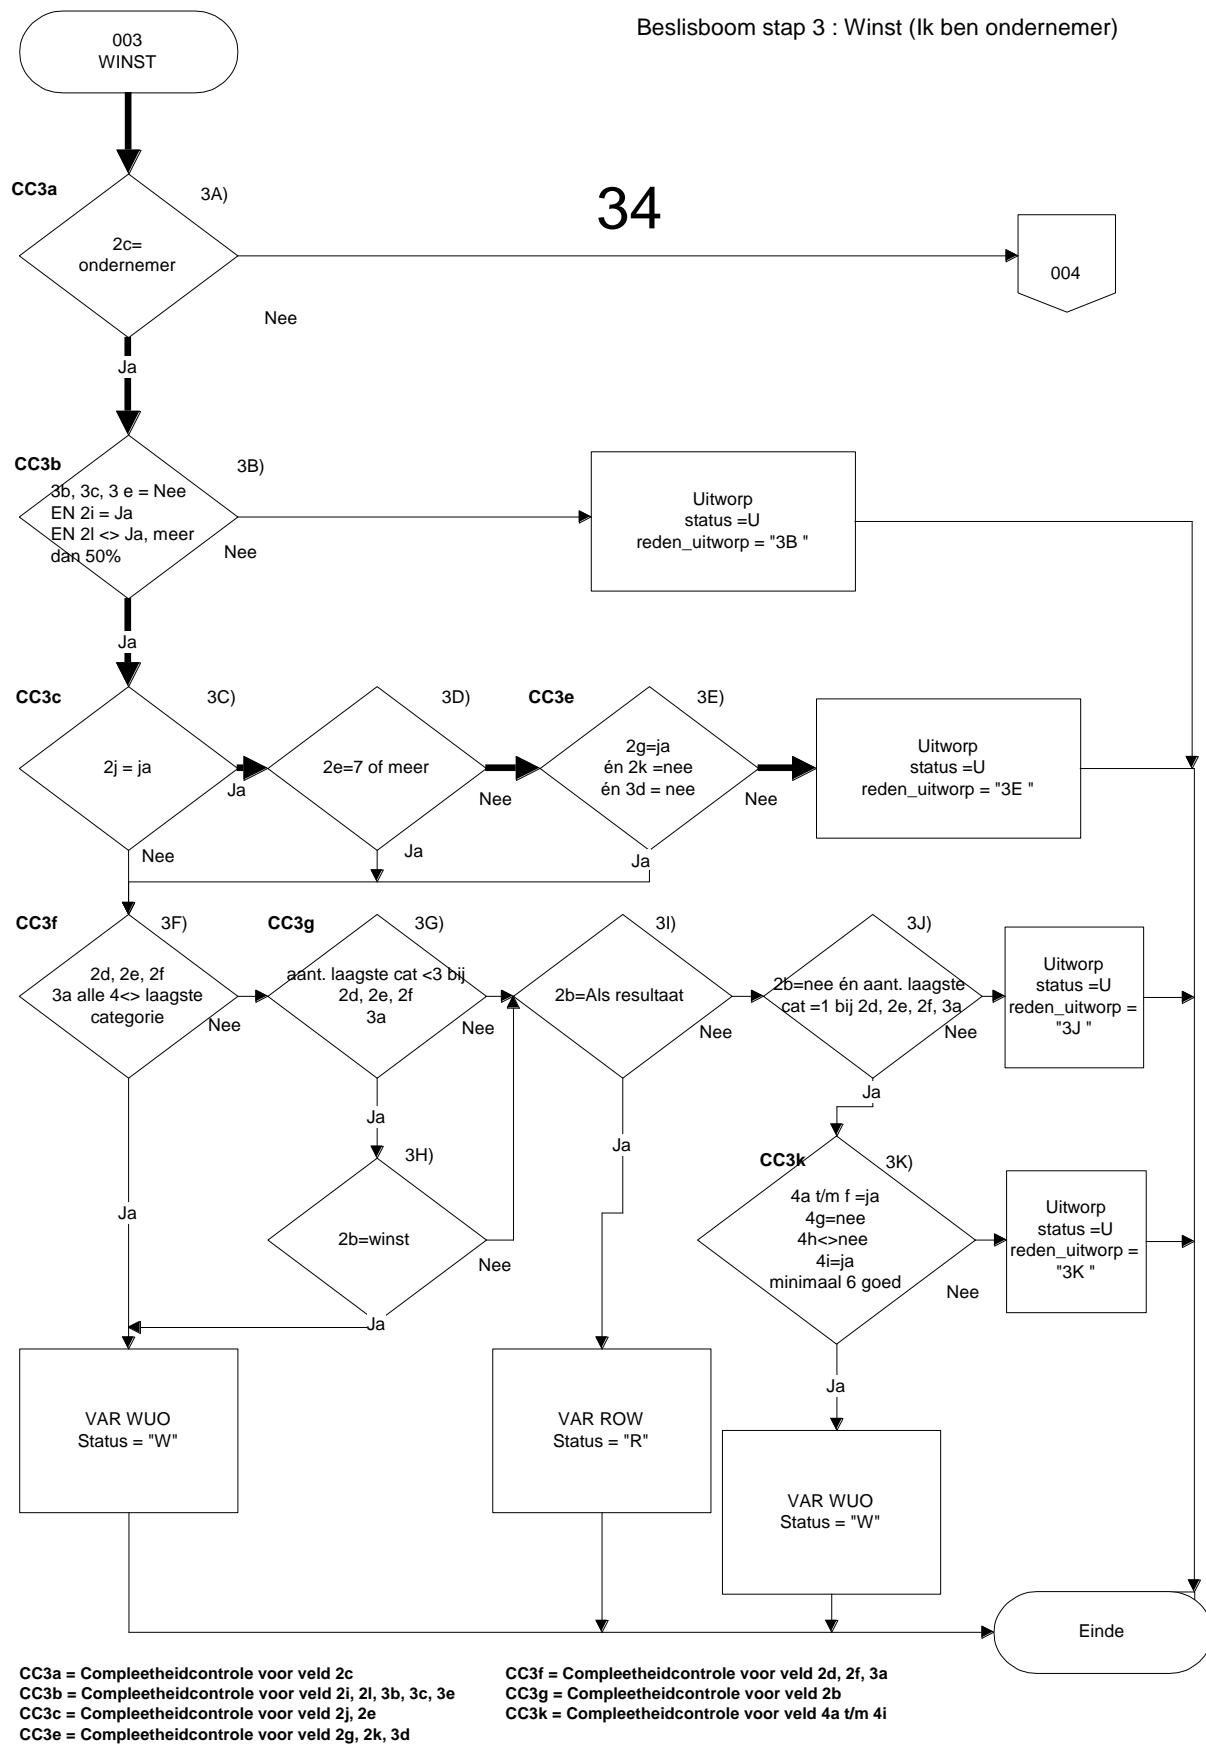 Beslisboom stap 3 : Winst (Ik ben ondernemer)
003
WINST
CC3a
3A)
34
2c=
ondernemer
004
Nee
Ja
CC3b
3B)
3b, 3c, 3 e = Nee
EN 2i = Ja
EN 2l <> Ja, meer
dan 50%
Nee
Uitworp
status =U
reden_uitworp = "3B "
Ja
CC3c
3C)
2j = ja
Ja
Nee
3D)
2e=7 of meer
Nee
Ja
CC3e
3E)
2g=ja
én 2k =nee
én 3d = nee
Nee
Ja
Uitworp
status =U
reden_uitworp = "3E "
CC3f
3F)
2d, 2e, 2f
3a alle 4<> laagste
categorie
Nee
Ja
CC3g
3G)
aant. laagste cat <3 bij
2d, 2e, 2f
3a
Nee
Ja
3H)
2b=winst
Nee
Ja
3I)
2b=Als resultaat
Nee
Ja
3J)
2b=nee én aant. laagste
cat =1 bij 2d, 2e, 2f, 3a
Nee
Ja
Uitworp
status =U
reden_uitworp =
"3J "
CC3k
3K)
4a t/m f =ja
4g=nee
4h<>nee
4i=ja
minimaal 6 goed
Nee
Ja
Uitworp
status =U
reden_uitworp =
"3K "
VAR WUO
Status = "W"
VAR ROW
Status = "R"
VAR WUO
Status = "W"
Einde
CC3a = Compleetheidcontrole voor veld 2c
CC3b = Compleetheidcontrole voor veld 2i, 2l, 3b, 3c, 3e
CC3c = Compleetheidcontrole voor veld 2j, 2e
CC3e = Compleetheidcontrole voor veld 2g, 2k, 3d
CC3f = Compleetheidcontrole voor veld 2d, 2f, 3a
CC3g = Compleetheidcontrole voor veld 2b
CC3k = Compleetheidcontrole voor veld 4a t/m 4i